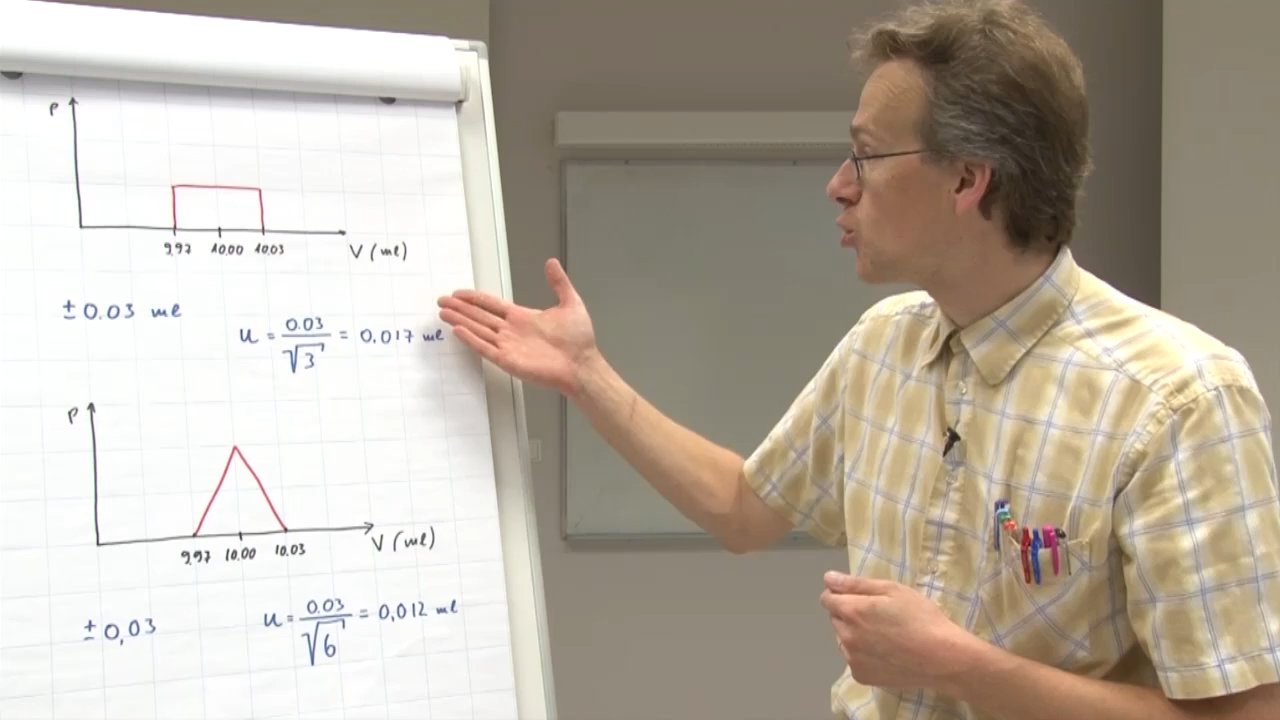 P
9,97 10,00 10,03 V (ml)
± 0.03 ml
u = 0.03 / √3 = 0,017 ml
P
9,97 10,00 10,03 V (ml)
± 0,03
u = 0.03 / √6 = 0,012 ml